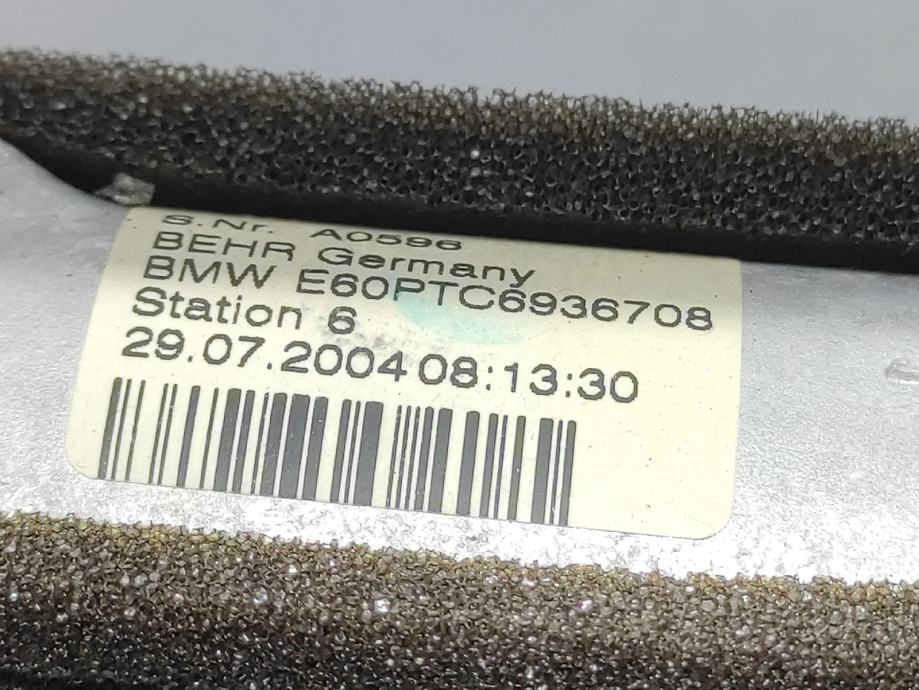 S.Nr. A0596
BEHR Germany
BMW E60PTC6936708
Station 6
29.07.2004 08:13:30